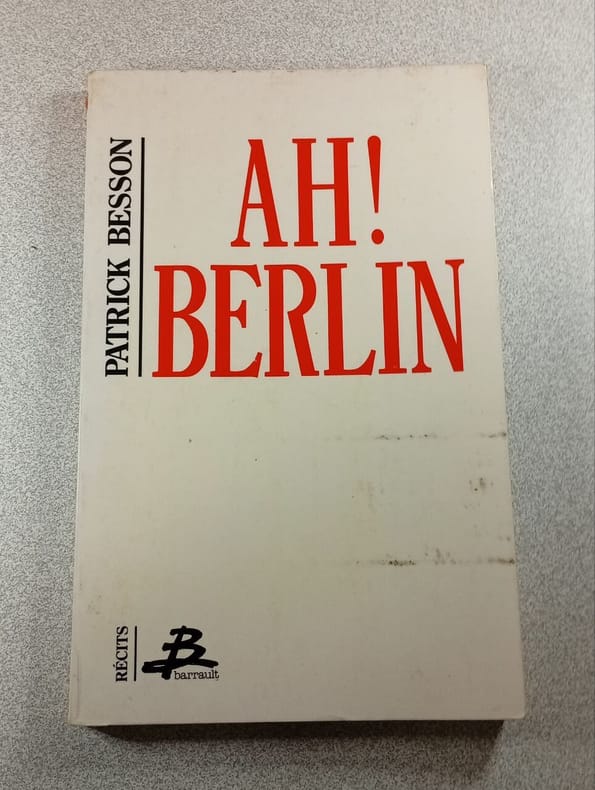 PATRICK BESSON
AH!
BERLIN
RÉCITS
B
barrault